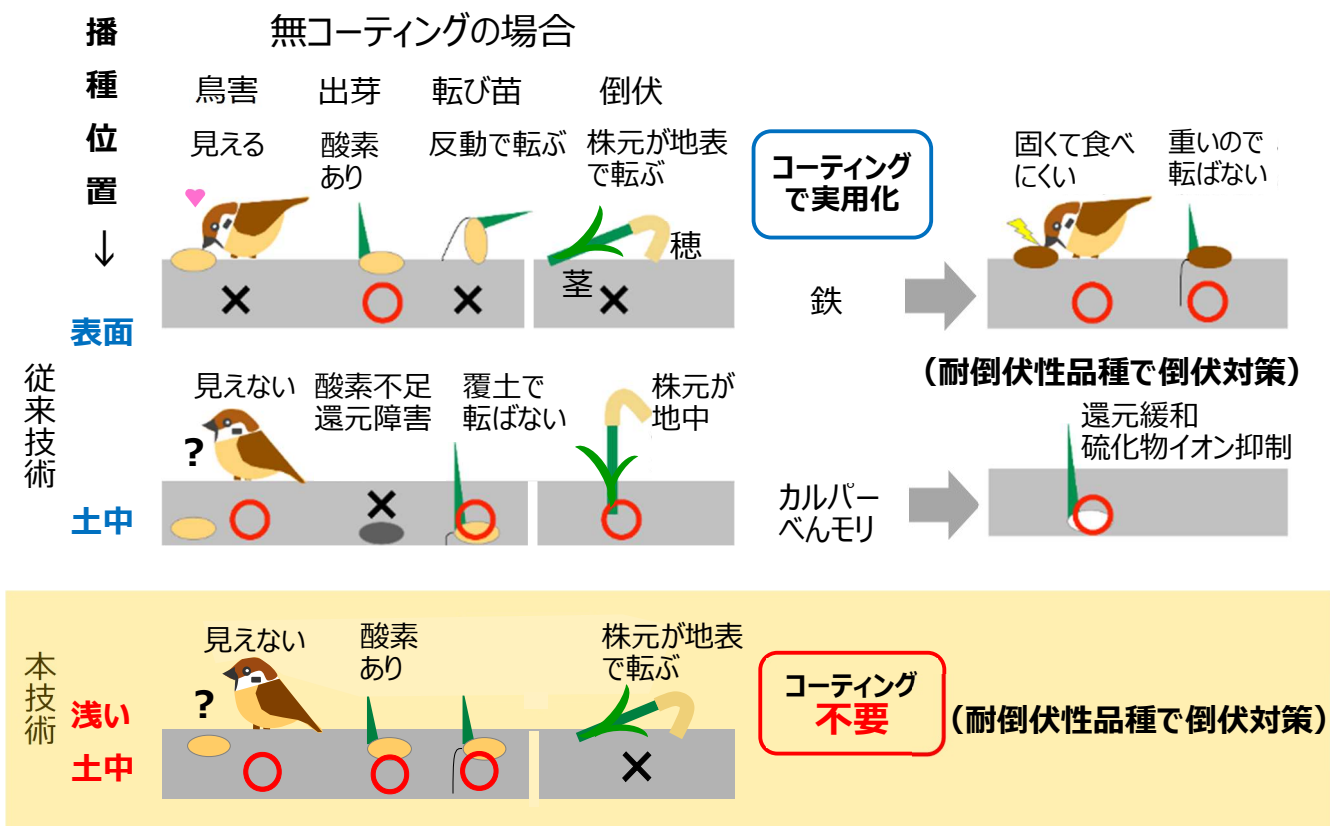 播種位置↓
無コーティングの場合
鳥害 出芽 転び苗 倒伏
見える
酸素
あり
反動で転ぶ
株元が地表
で転ぶ
茎
穂
×
×
×
表面
コーティング
で実用化
鉄
固くて食べ
にくい
重いので
転ばない
(耐倒伏性品種で倒伏対策)
従来技術
見えない
?
酸素不足
還元障害
覆土で
転ばない
株元が
地中
×
土中
カルパー
べんモリ
還元緩和
硫化物イオン抑制
本技術
浅い
土中
見えない
?
酸素
あり
株元が地表
で転ぶ
×
コーティング
不要
(耐倒伏性品種で倒伏対策)